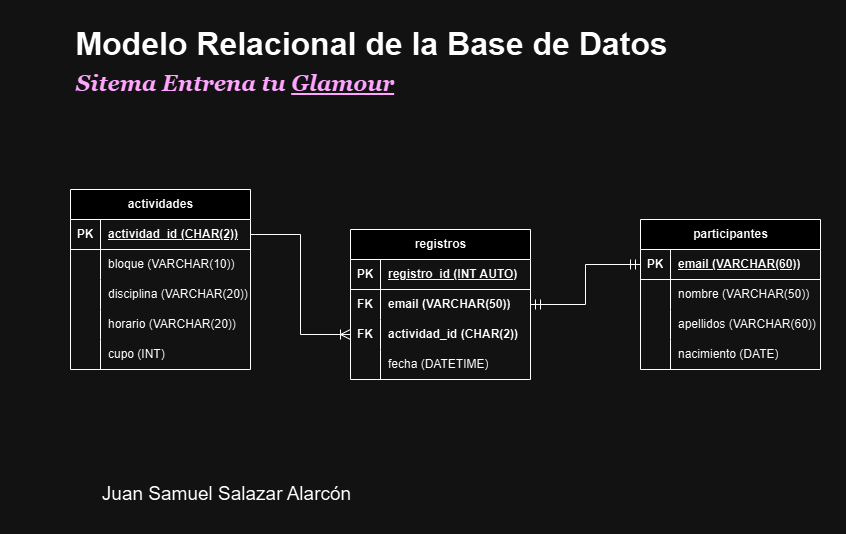 Modelo Relacional de la Base de Datos
Sitema Entrena tu Glamour
actividades
PK actividad_id (CHAR(2))
bloque (VARCHAR(10))
disciplina (VARCHAR(20))
horario (VARCHAR(20))
cupo (INT)
registros
PK registro_id (INT AUTO)
FK email (VARCHAR(50))
FK actividad_id (CHAR(2))
fecha (DATETIME)
participantes
PK email (VARCHAR(60))
nombre (VARCHAR(50))
apellidos (VARCHAR(60))
nacimiento (DATE)
Juan Samuel Salazar Alarcón